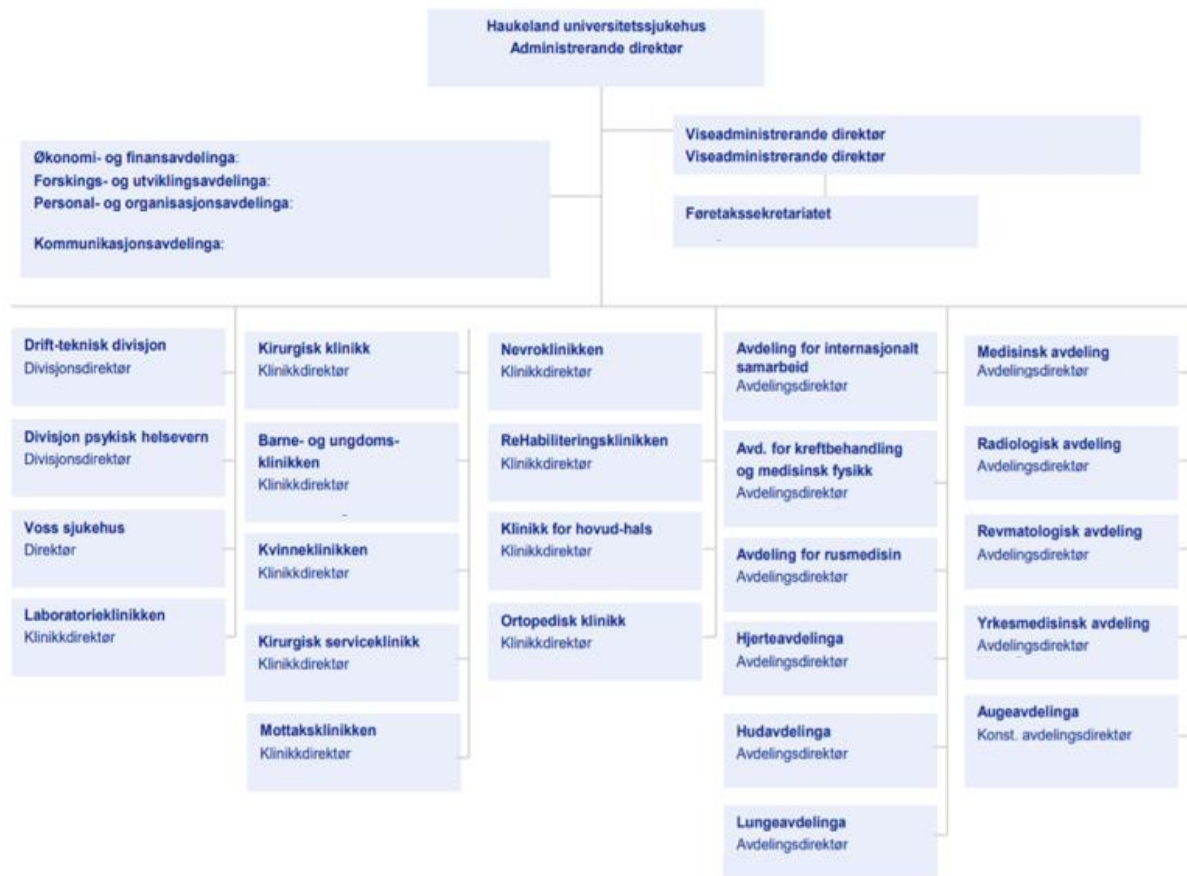 Haukeland universitetssjukehus
Administrerande direktør
Viseadministrerande direktør
Viseadministrerande direktør
Økonomi- og finansavdelinga:
Forskings- og utviklingsavdelinga:
Personal- og organisasjonsavdelinga:
Kommunikasjonsavdelinga:
Føretakssekretariatet
Drift-teknisk divisjon
Divisjonsdirektør
Divisjon psykisk helsevern
Divisjonsdirektør
Voss sjukehus
Direktør
Laboratorieklinikken
Klinikkdirektør
Kirurgisk klinikk
Klinikkdirektør
Barne- og ungdoms-
klinikken
Klinikkdirektør
Kvinneklinikken
Klinikkdirektør
Kirurgisk serviceklinikk
Klinikkdirektør
Mottaksklinikken
Klinikkdirektør
Nevroklinikken
Klinikkdirektør
ReHabiliteringsklinikken
Klinikkdirektør
Klinikk for hovud-hals
Klinikkdirektør
Ortopedisk klinikk
Klinikkdirektør
Avdeling for internasjonalt
samarbeid
Avdelingsdirektør
Avd. for kreftbehandling
og medisinsk fysikk
Avdelingsdirektør
Avdeling for rusmedisin
Avdelingsdirektør
Hjerteavdelinga
Avdelingsdirektør
Hudavdelinga
Avdelingsdirektør
Lungeavdelinga
Avdelingsdirektør
Medisinsk avdeling
Avdelingsdirektør
Radiologisk avdeling
Avdelingsdirektør
Revmatologisk avdeling
Avdelingsdirektør
Yrkesmedisinsk avdeling
Avdelingsdirektør
Augeavdelinga
Konst. avdelingsdirektør